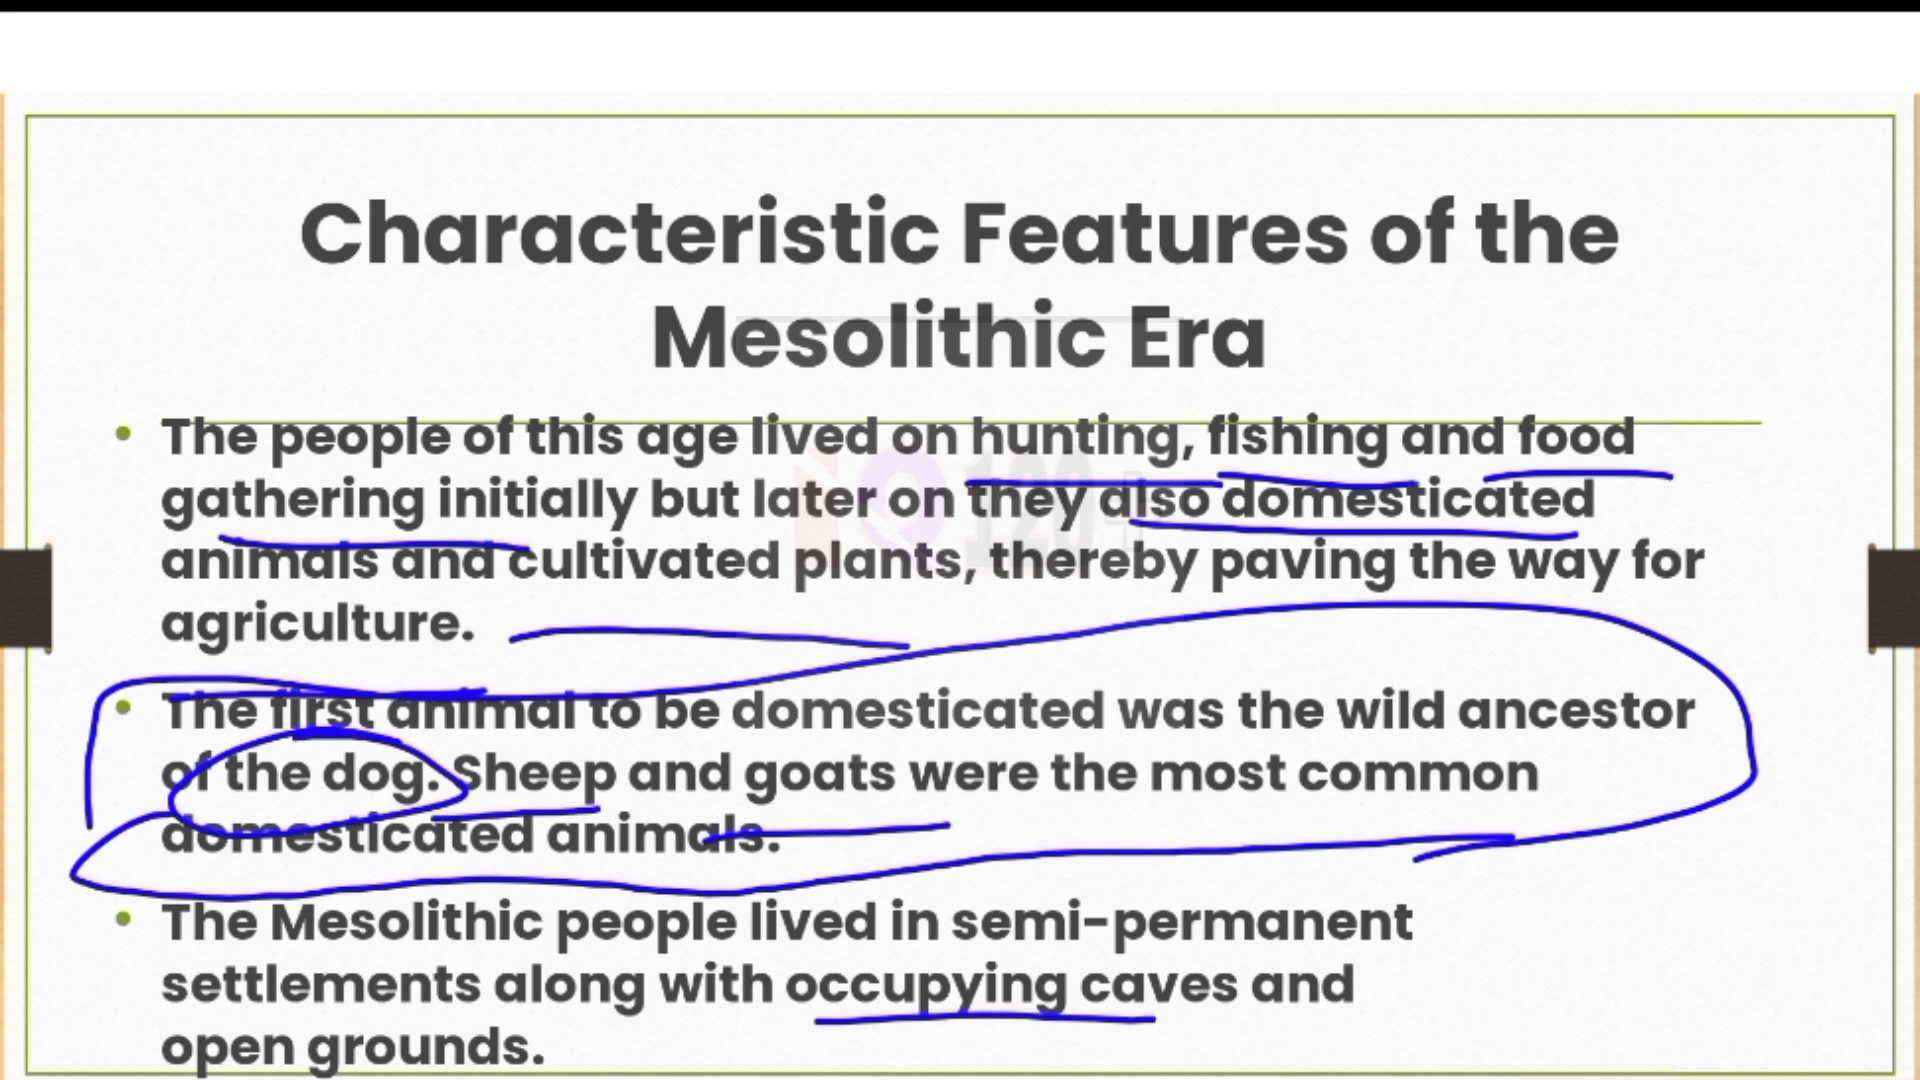 Characteristic Features of the
Mesolithic Era
• The people of this age lived on hunting, fishing and food
gathering initially but later on they also domesticated
animals and cultivated plants, thereby paving the way for
agriculture.
• The first animal to be domesticated was the wild ancestor
of the dog. Sheep and goats were the most common
domesticated animals.
• The Mesolithic people lived in semi-permanent
settlements along with occupying caves and
open grounds.